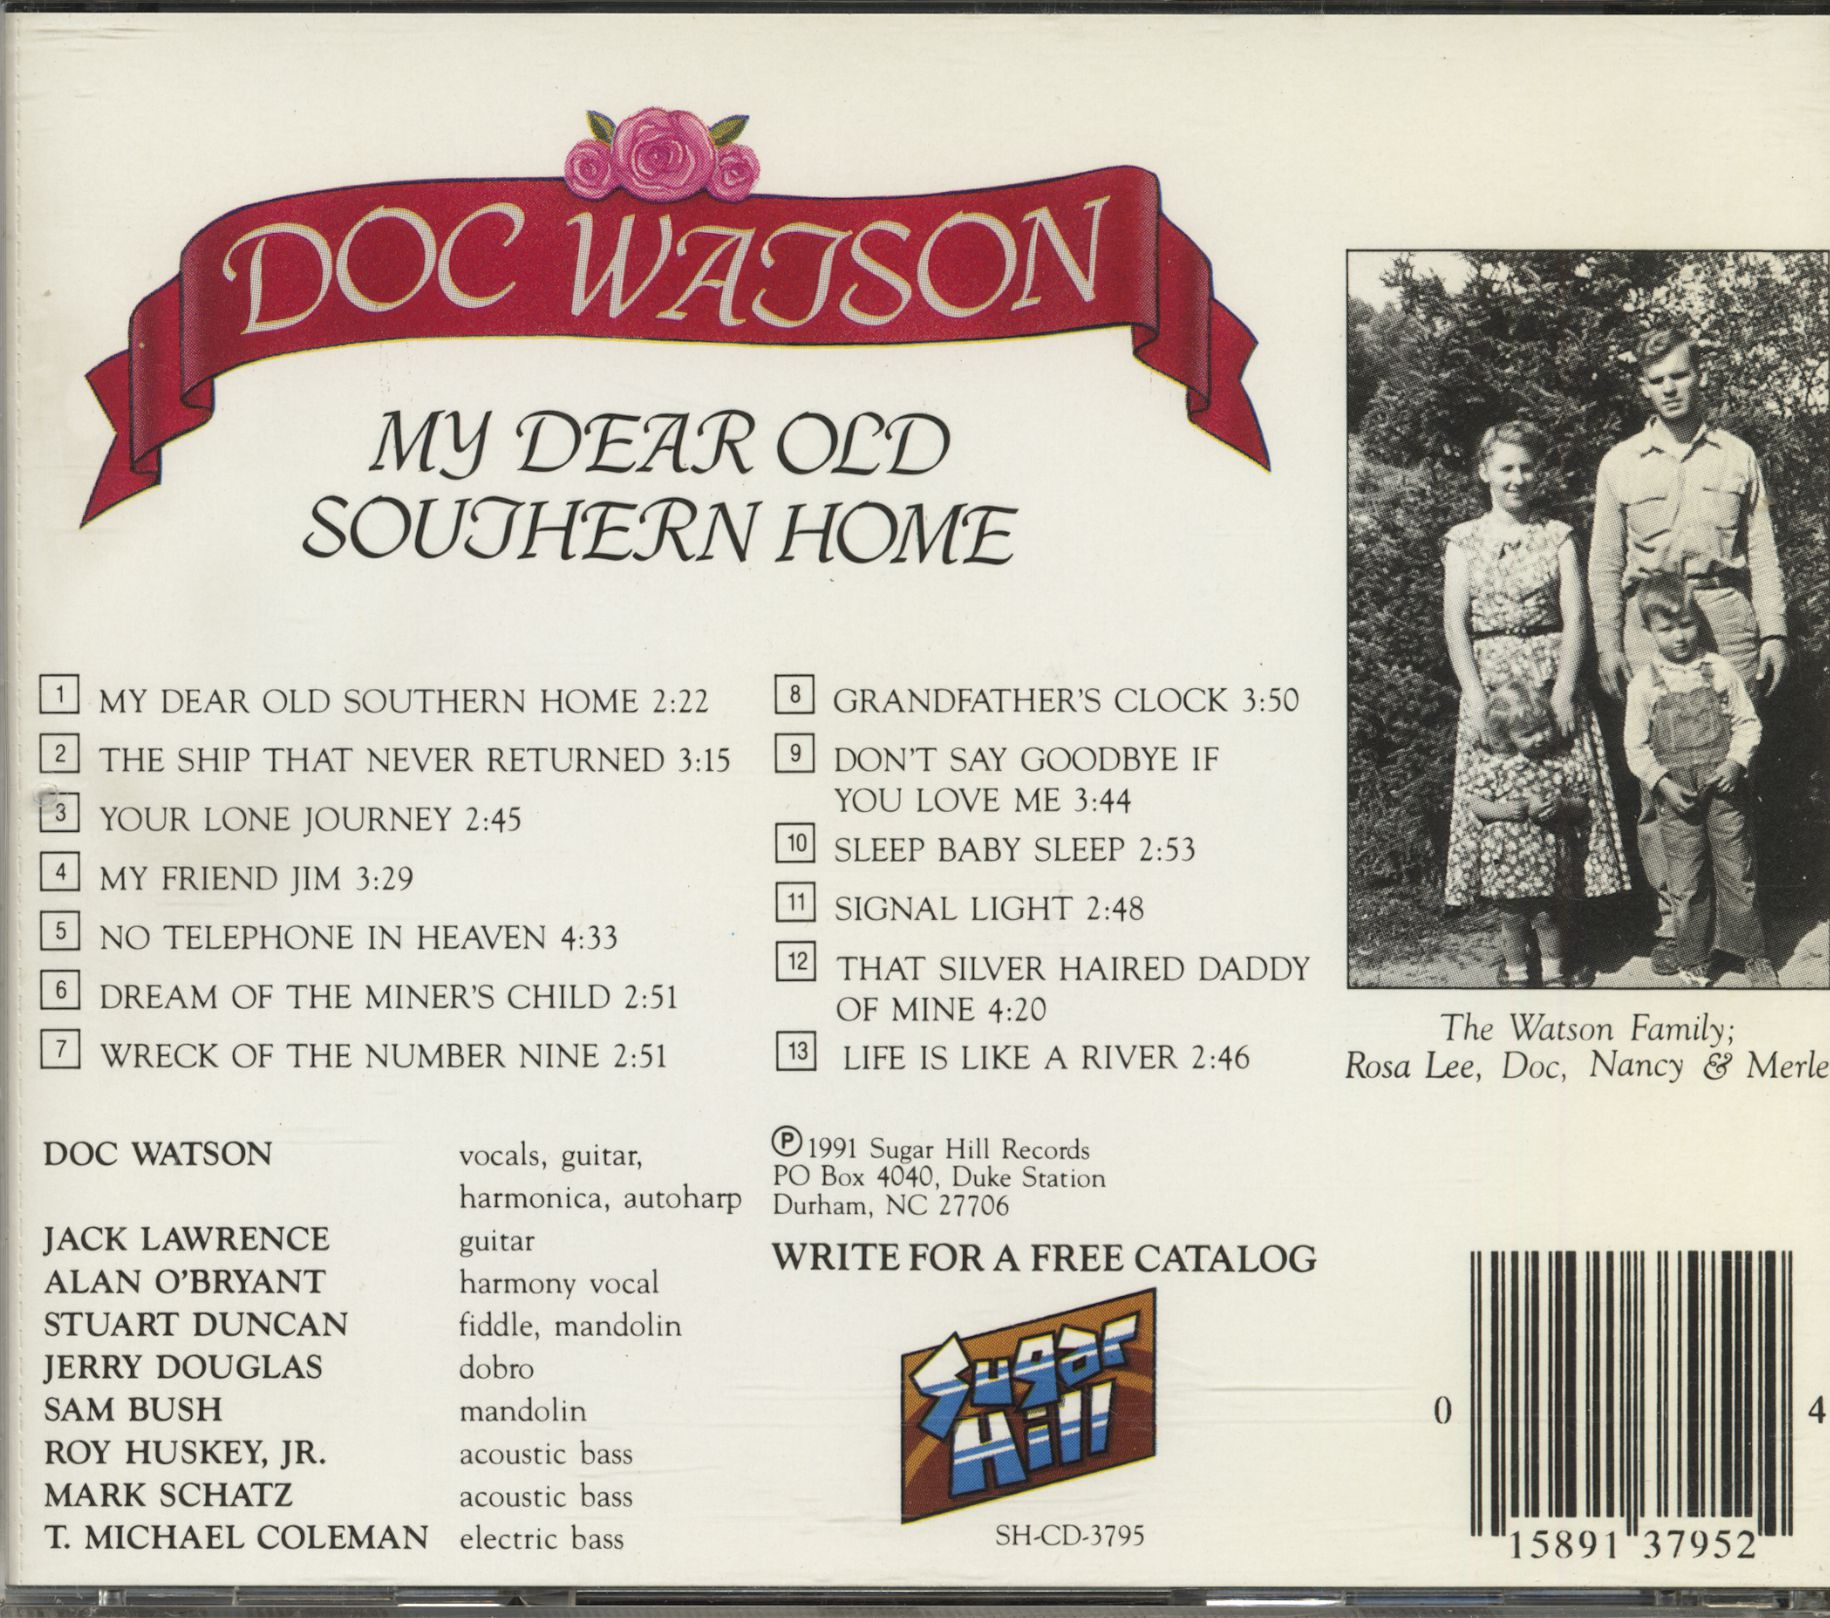 DOC WATSON
MY DEAR OLD
SOUTHERN HOME
1 MY DEAR OLD SOUTHERN HOME 2:22
2 THE SHIP THAT NEVER RETURNED 3:15
3 YOUR LONE JOURNEY 2:45
4 MY FRIEND JIM 3:29
5 NO TELEPHONE IN HEAVEN 4:33
6 DREAM OF THE MINER'S CHILD 2:51
7 WRECK OF THE NUMBER NINE 2:51
8 GRANDFATHER'S CLOCK 3:50
9 DON'T SAY GOODBYE IF
YOU LOVE ME 3:44
10 SLEEP BABY SLEEP 2:53
11 SIGNAL LIGHT 2:48
12 THAT SILVER HAIRED DADDY
OF MINE 4:20
13 LIFE IS LIKE A RIVER 2:46
The Watson Family;
Rosa Lee, Doc, Nancy & Merle
DOC WATSON vocals, guitar,
harmonica, autoharp
JACK LAWRENCE guitar
ALAN O'BRYANT harmony vocal
STUART DUNCAN fiddle, mandolin
JERRY DOUGLAS dobro
SAM BUSH mandolin
ROY HUSKEY, JR. acoustic bass
MARK SCHATZ acoustic bass
T. MICHAEL COLEMAN electric bass
℗1991 Sugar Hill Records
PO Box 4040, Duke Station
Durham, NC 27706
WRITE FOR A FREE CATALOG
Sugar
Hill
SH-CD-3795
0 15891 37952 4